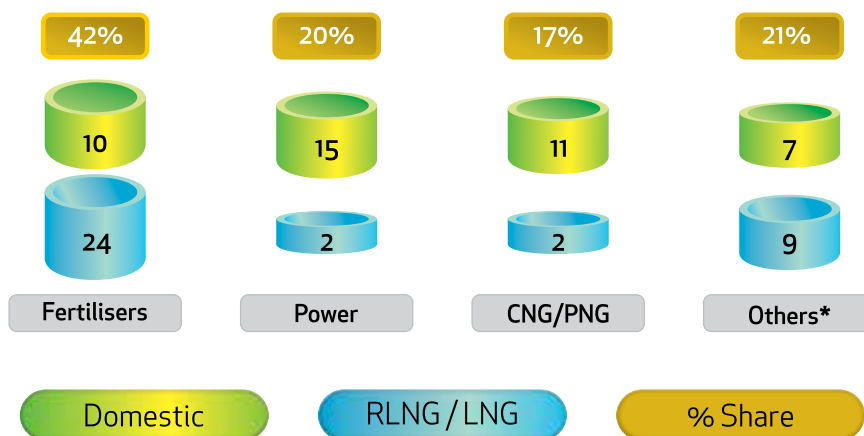 42% 20% 17% 21%
10 15 11 7
24 2 2 9
Fertilisers Power CNG/PNG Others*
Domestic RLNG / LNG % Share